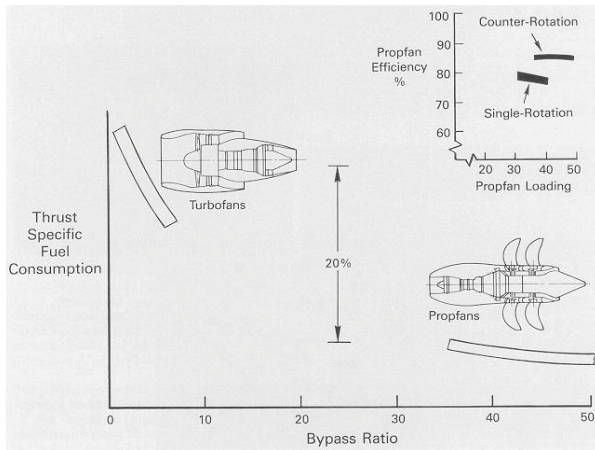 100
90
80
70
60
Propfan
Efficiency
%
Counter-Rotation
Single-Rotation
20 30 40 50
Propfan Loading
Thrust
Specific
Fuel
Consumption
Turbofans
20%
Propfans
0 10 20 30 40 50
Bypass Ratio